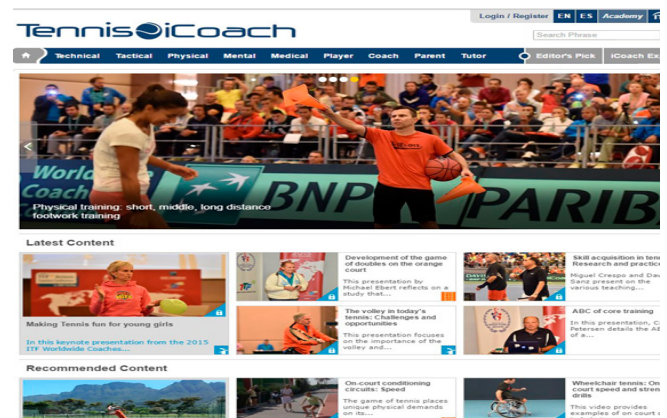 Login / Register EN ES Academy
Tennis iCoach
Search Phrase
Technical Tactical Physical Mental Medical Player Coach Parent Tutor Editor's Pick iCoach Ex
World
Coach
BNP PARIB
Physical training: short, middle, long distance
footwork training
Latest Content
Making Tennis fun for young girls
In this keynote presentation from the 2015
ITF Worldwide Coaches...
Development of the game
of doubles on the orange
court
This presentation by
Michael Ebert reflects on a
study that...
The volley in today's
tennis: Challenges and
opportunities
This presentation focuses
on the importance of the
volley and...
Skill acquisition in tenn
Research and practice
Miguel Crespo and Dav
Sanz present on the
various teaching...
ABC of core training
In this presentation, C
Petersen details the AB
of a...
Recommended Content
On-court conditioning
circuits: Speed
The game of tennis places
unique physical demands
on its...
Wheelchair tennis: On
court speed and stren
drills
This video provides
examples of on court